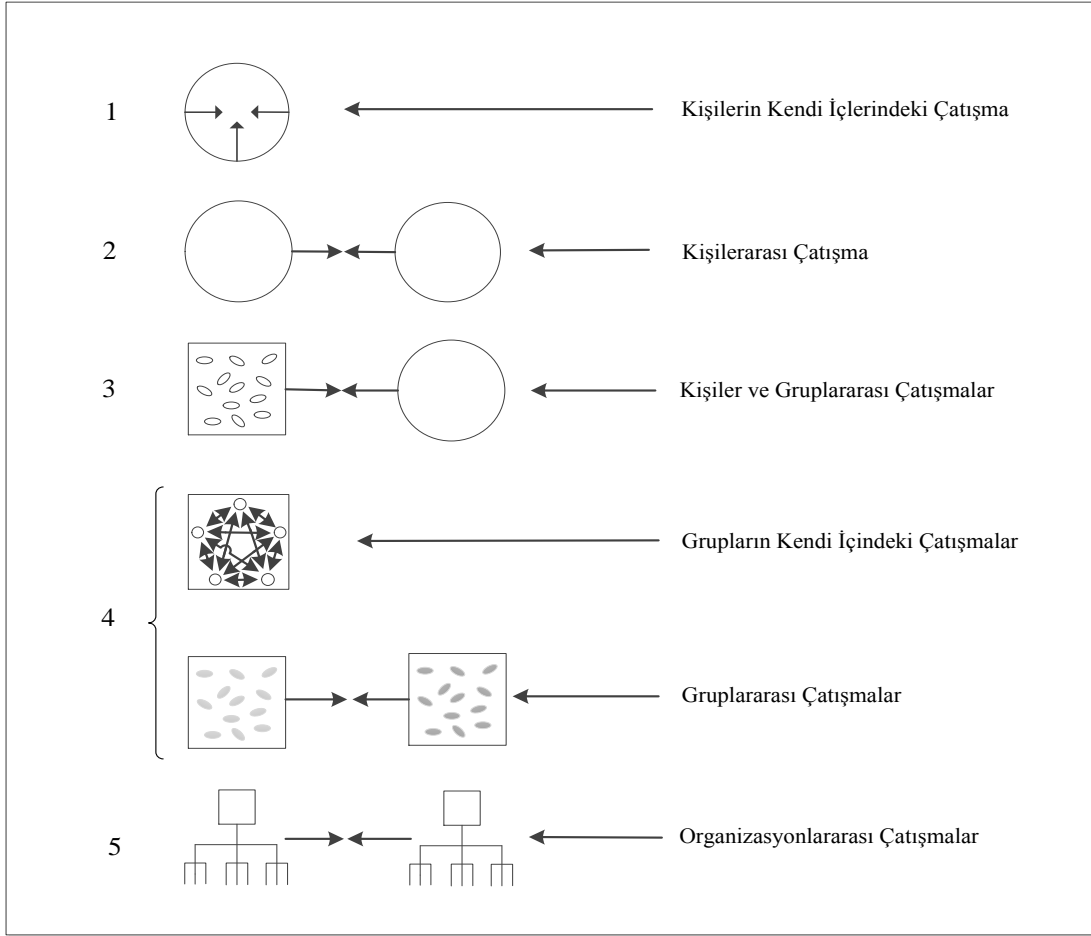 1 Kişilerin Kendi İçlerindeki Çatışma
2 Kişilerarası Çatışma
3 Kişiler ve Gruplararası Çatışmalar
Grupların Kendi İçindeki Çatışmalar
4
Gruplararası Çatışmalar
5 Organizasyonlararası Çatışmalar